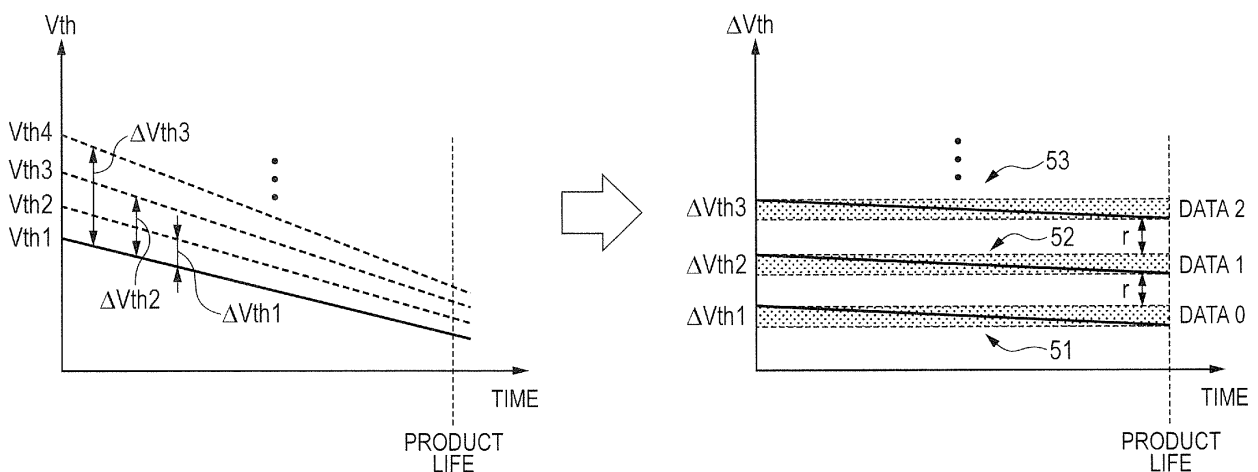 Vth
Vth4
ΔVth3
Vth3
Vth2
Vth1
ΔVth2
ΔVth1
TIME
PRODUCT
LIFE
ΔVth
53
ΔVth3
DATA 2
52
r
ΔVth2
DATA 1
r
ΔVth1
DATA 0
51
TIME
PRODUCT
LIFE